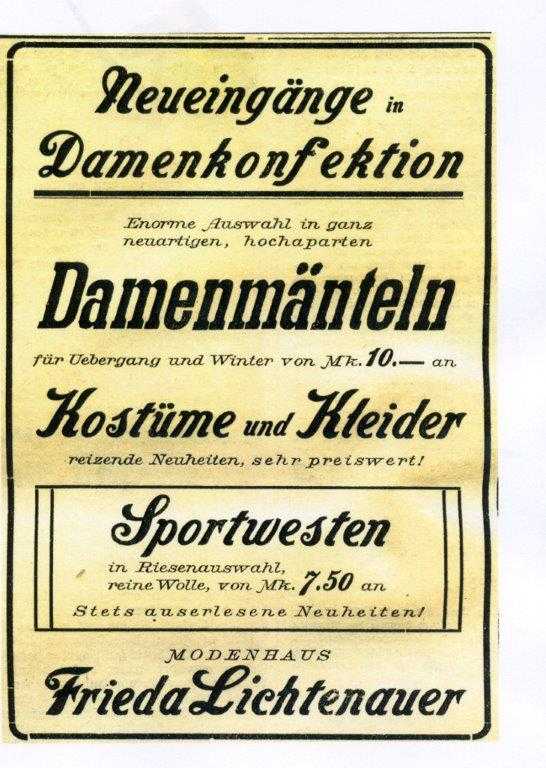 Neueingänge in
Damenkonfektion
Enorme Auswahl in ganz
neuartigen, hochaparten
Damenmänteln
für Uebergang und Winter von Mk. 10.— an
Kostüme und Kleider
reizende Neuheiten, sehr preiswert!
Sportwesten
in Riesenauswahl,
reine Wolle, von Mk. 7.50 an
Stets auserlesene Neuheiten!
MODENHAUS
Frieda Lichtenauer